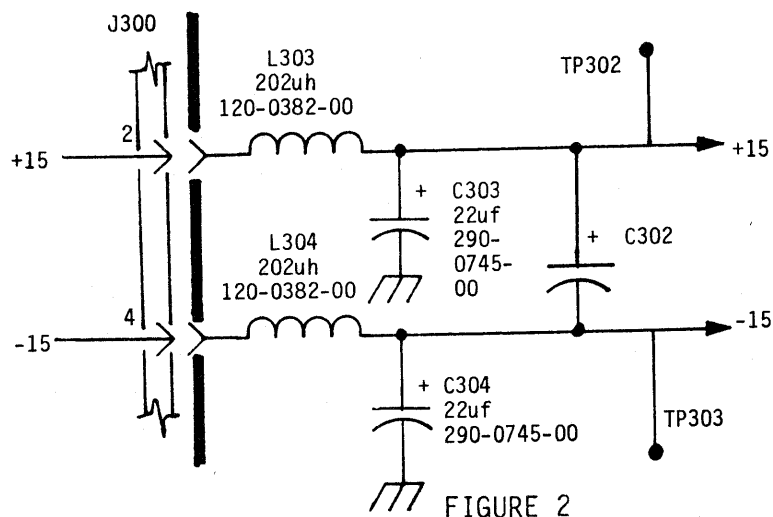 J300
L303
202uh
120-0382-00
TP302
2
+15
+15
+ C303
22uf
290-
0745-
00
+ C302
L304
202uh
120-0382-00
4
-15
-15
+ C304
22uf
290-0745-00
TP303
FIGURE 2